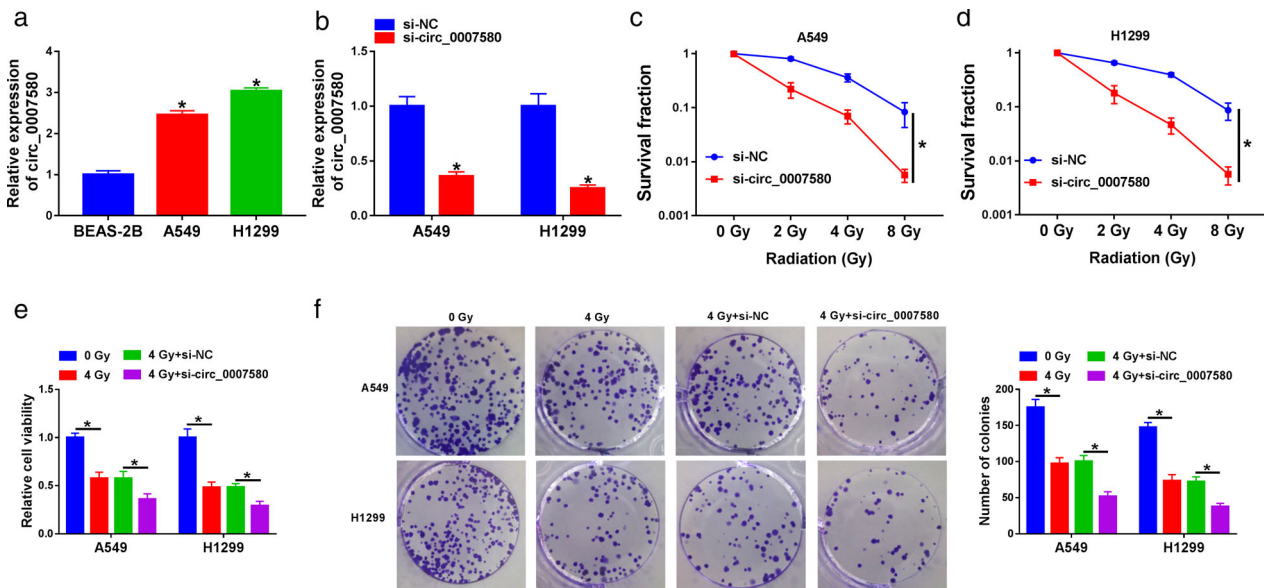 a
Relative expression
of circ_0007580
4
3
2
1
0
*
*
BEAS-2B A549 H1299
b
si-NC
si-circ_0007580
Relative expression
of circ_0007580
1.5
1.0
0.5
0.0
*
*
A549 H1299
c
A549
Survival fraction
1
0.1
0.01
0.001
si-NC
si-circ_0007580
*
0 Gy 2 Gy 4 Gy 8 Gy
Radiation (Gy)
d
H1299
Survival fraction
1
0.1
0.01
0.001
si-NC
si-circ_0007580
*
0 Gy 2 Gy 4 Gy 8 Gy
Radiation (Gy)
e
0 Gy 4 Gy+si-NC
4 Gy 4 Gy+si-circ_0007580
Relative cell viability
1.5
1.0
0.5
0.0
*
*
*
*
A549 H1299
f
0 Gy 4 Gy 4 Gy+si-NC 4 Gy+si-circ_0007580
A549
H1299
0 Gy 4 Gy+si-NC
4 Gy 4 Gy+si-circ_0007580
Number of colonies
200
150
100
50
0
*
*
*
*
A549 H1299